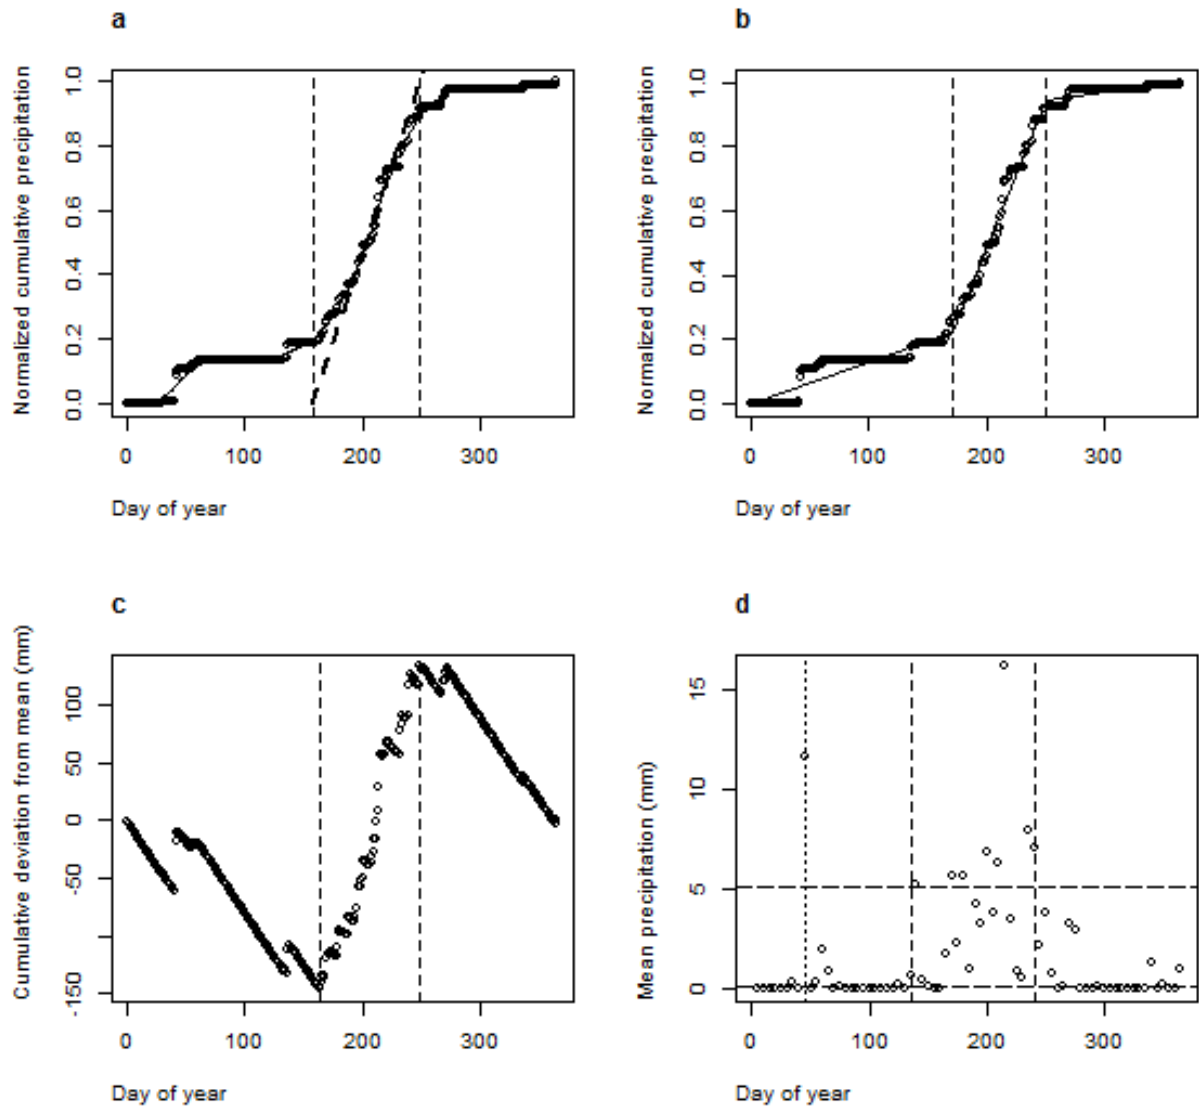 a
Normalized cumulative precipitation
1.0
0.8
0.6
0.4
0.2
0.0
0 100 200 300
Day of year
b
Normalized cumulative precipitation
1.0
0.8
0.6
0.4
0.2
0.0
0 100 200 300
Day of year
c
Cumulative deviation from mean (mm)
100
50
0
-50
-150
0 100 200 300
Day of year
d
Mean precipitation (mm)
15
10
5
0
0 100 200 300
Day of year